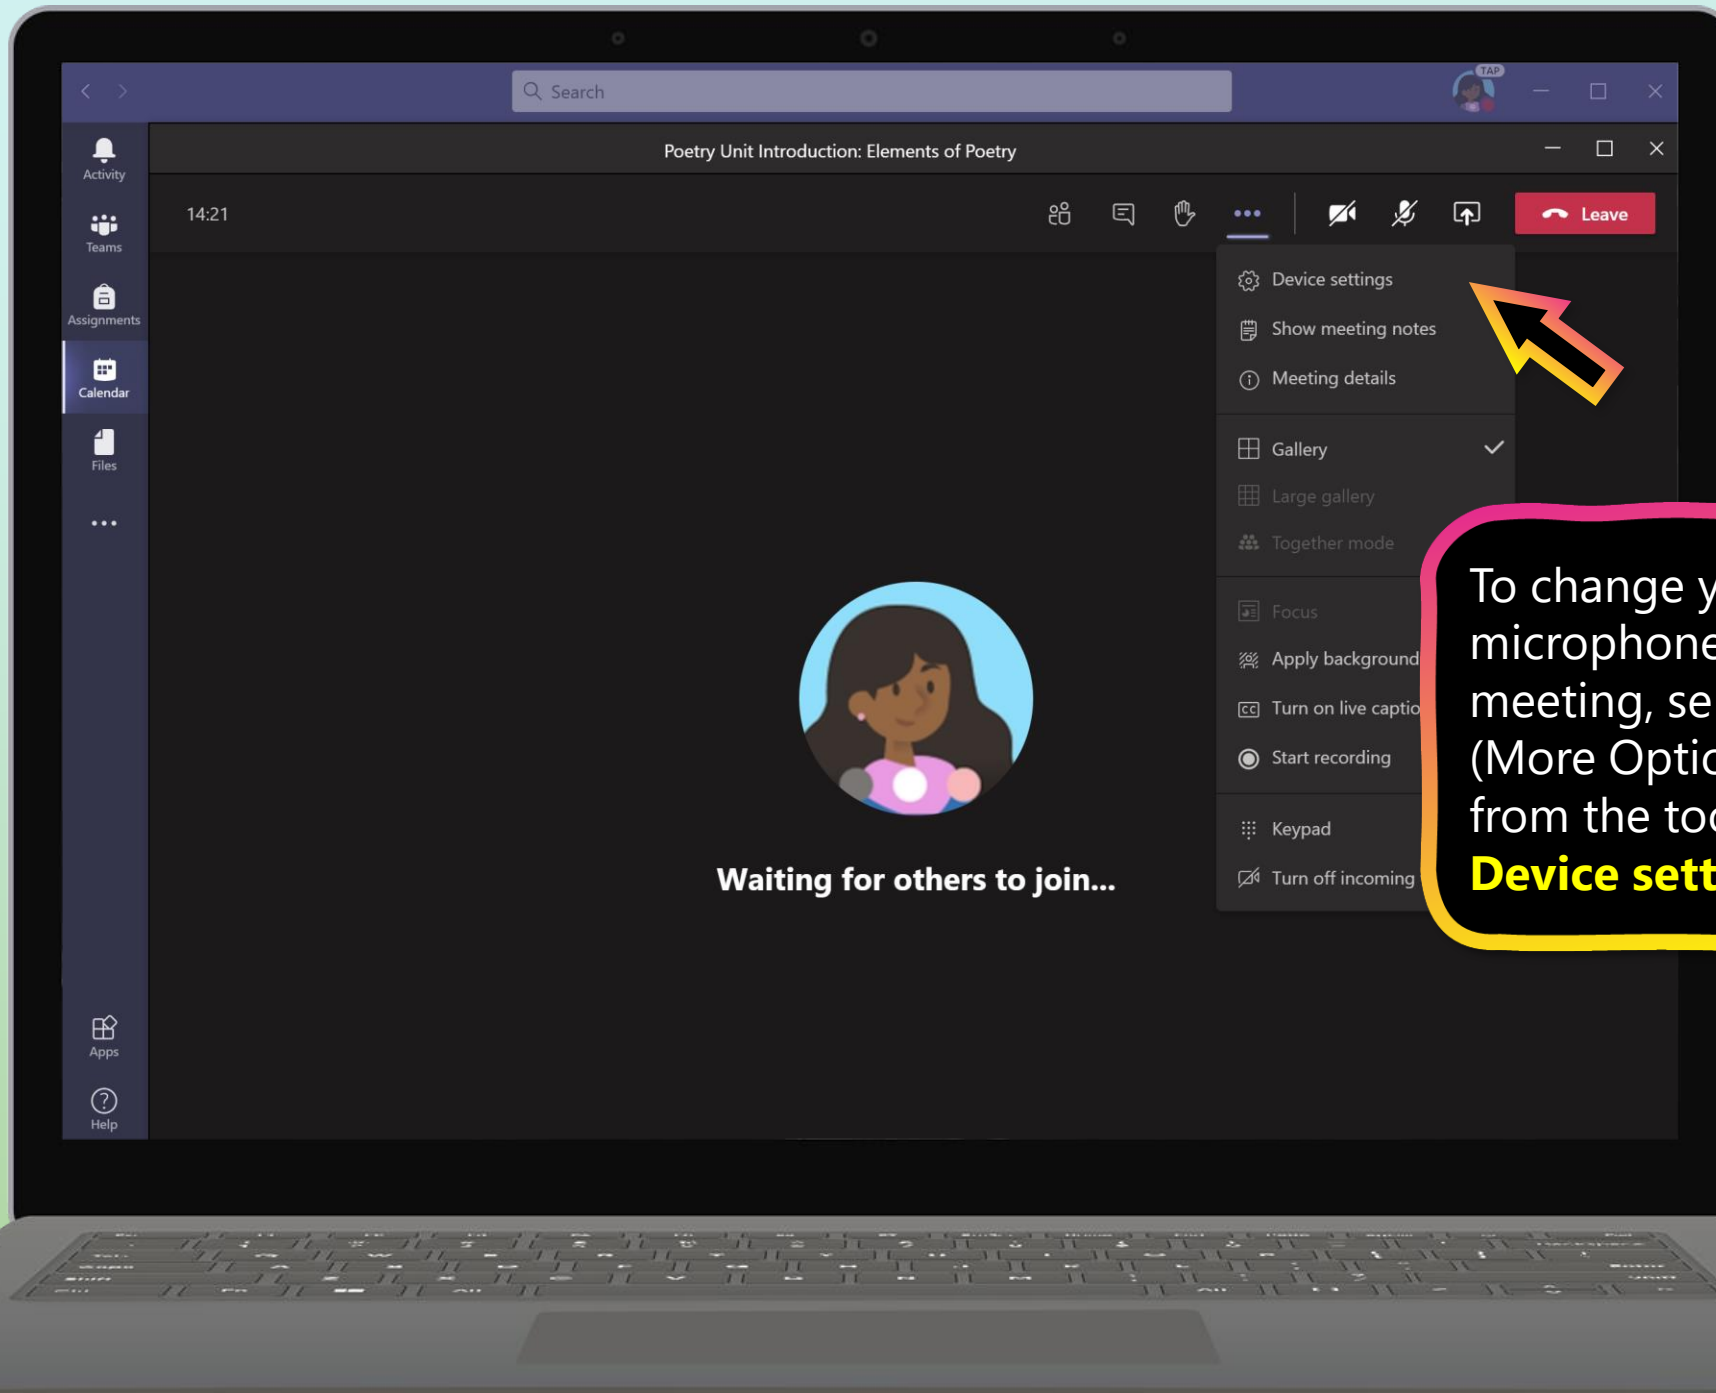 Search
TAP
Poetry Unit Introduction: Elements of Poetry
Activity
Teams
Assignments
Calendar
Files
Apps
Help
14:21
Leave
Device settings
Show meeting notes
Meeting details
Gallery
Large gallery
Together mode
Focus
Apply background
CC Turn on live captio
Start recording
Keypad
Turn off incoming
Waiting for others to join...
To change y
microphone
meeting, se
(More Optio
from the too
Device sett